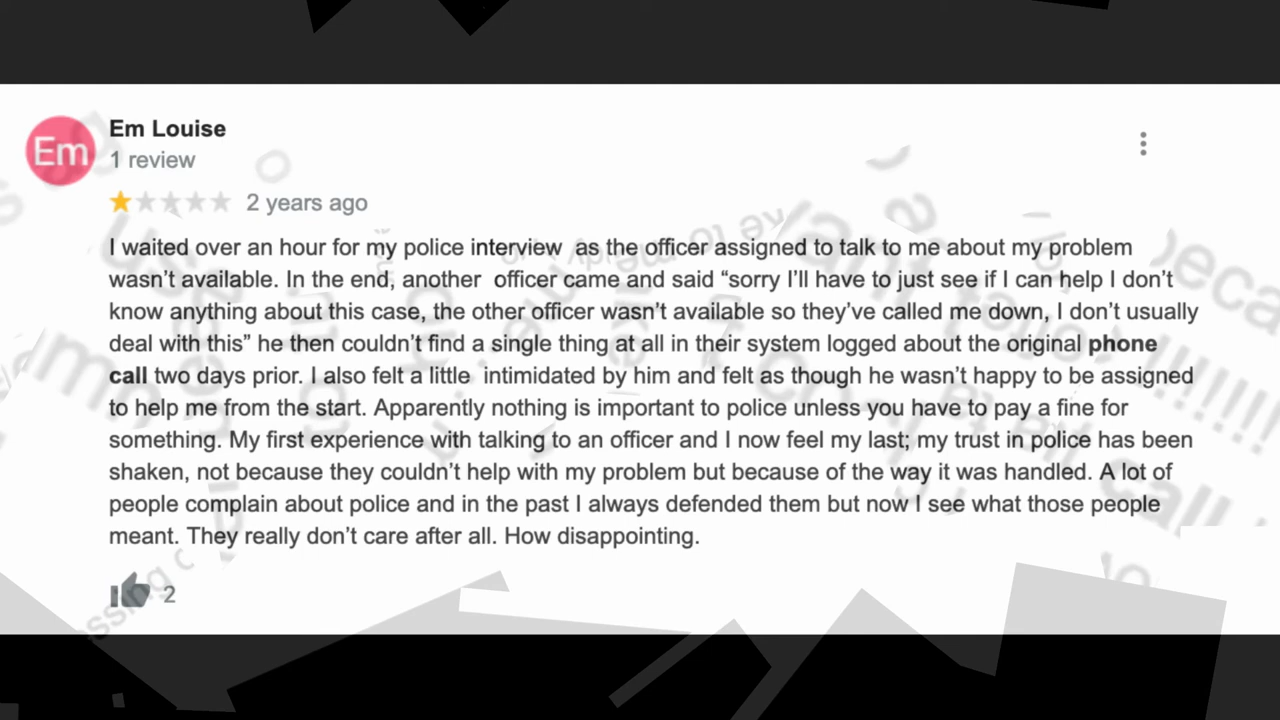 Em
Em Louise
1 review
2 years ago
I waited over an hour for my police interview as the officer assigned to talk to me about my problem
wasn't available. In the end, another officer came and said “sorry I'll have to just see if I can help I don't
know anything about this case, the other officer wasn't available so they've called me down, I don't usually
deal with this” he then couldn't find a single thing at all in their system logged about the original phone
call two days prior. I also felt a little intimidated by him and felt as though he wasn't happy to be assigned
to help me from the start. Apparently nothing is important to police unless you have to pay a fine for
something. My first experience with talking to an officer and I now feel my last; my trust in police has been
shaken, not because they couldn't help with my problem but because of the way it was handled. A lot of
people complain about police and in the past I always defended them but now I see what those people
meant. They really don't care after all. How disappointing.
2